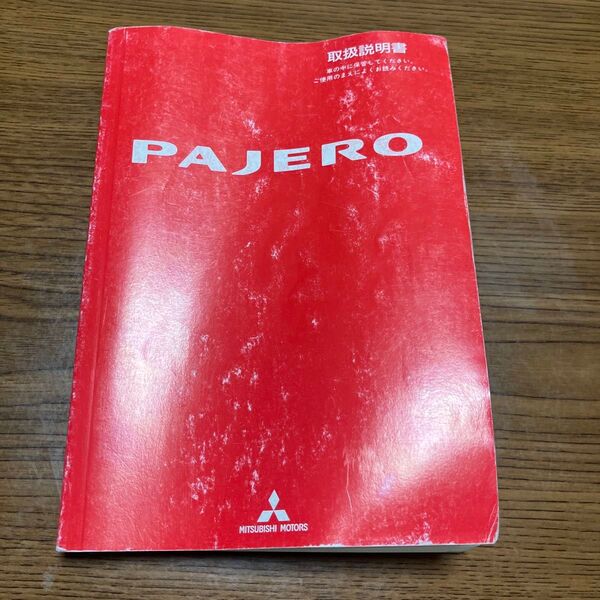 取扱説明書
車の中に保管してください。
ご使用のまえによくお読みください。
PAJERO
MITSUBISHI MOTORS